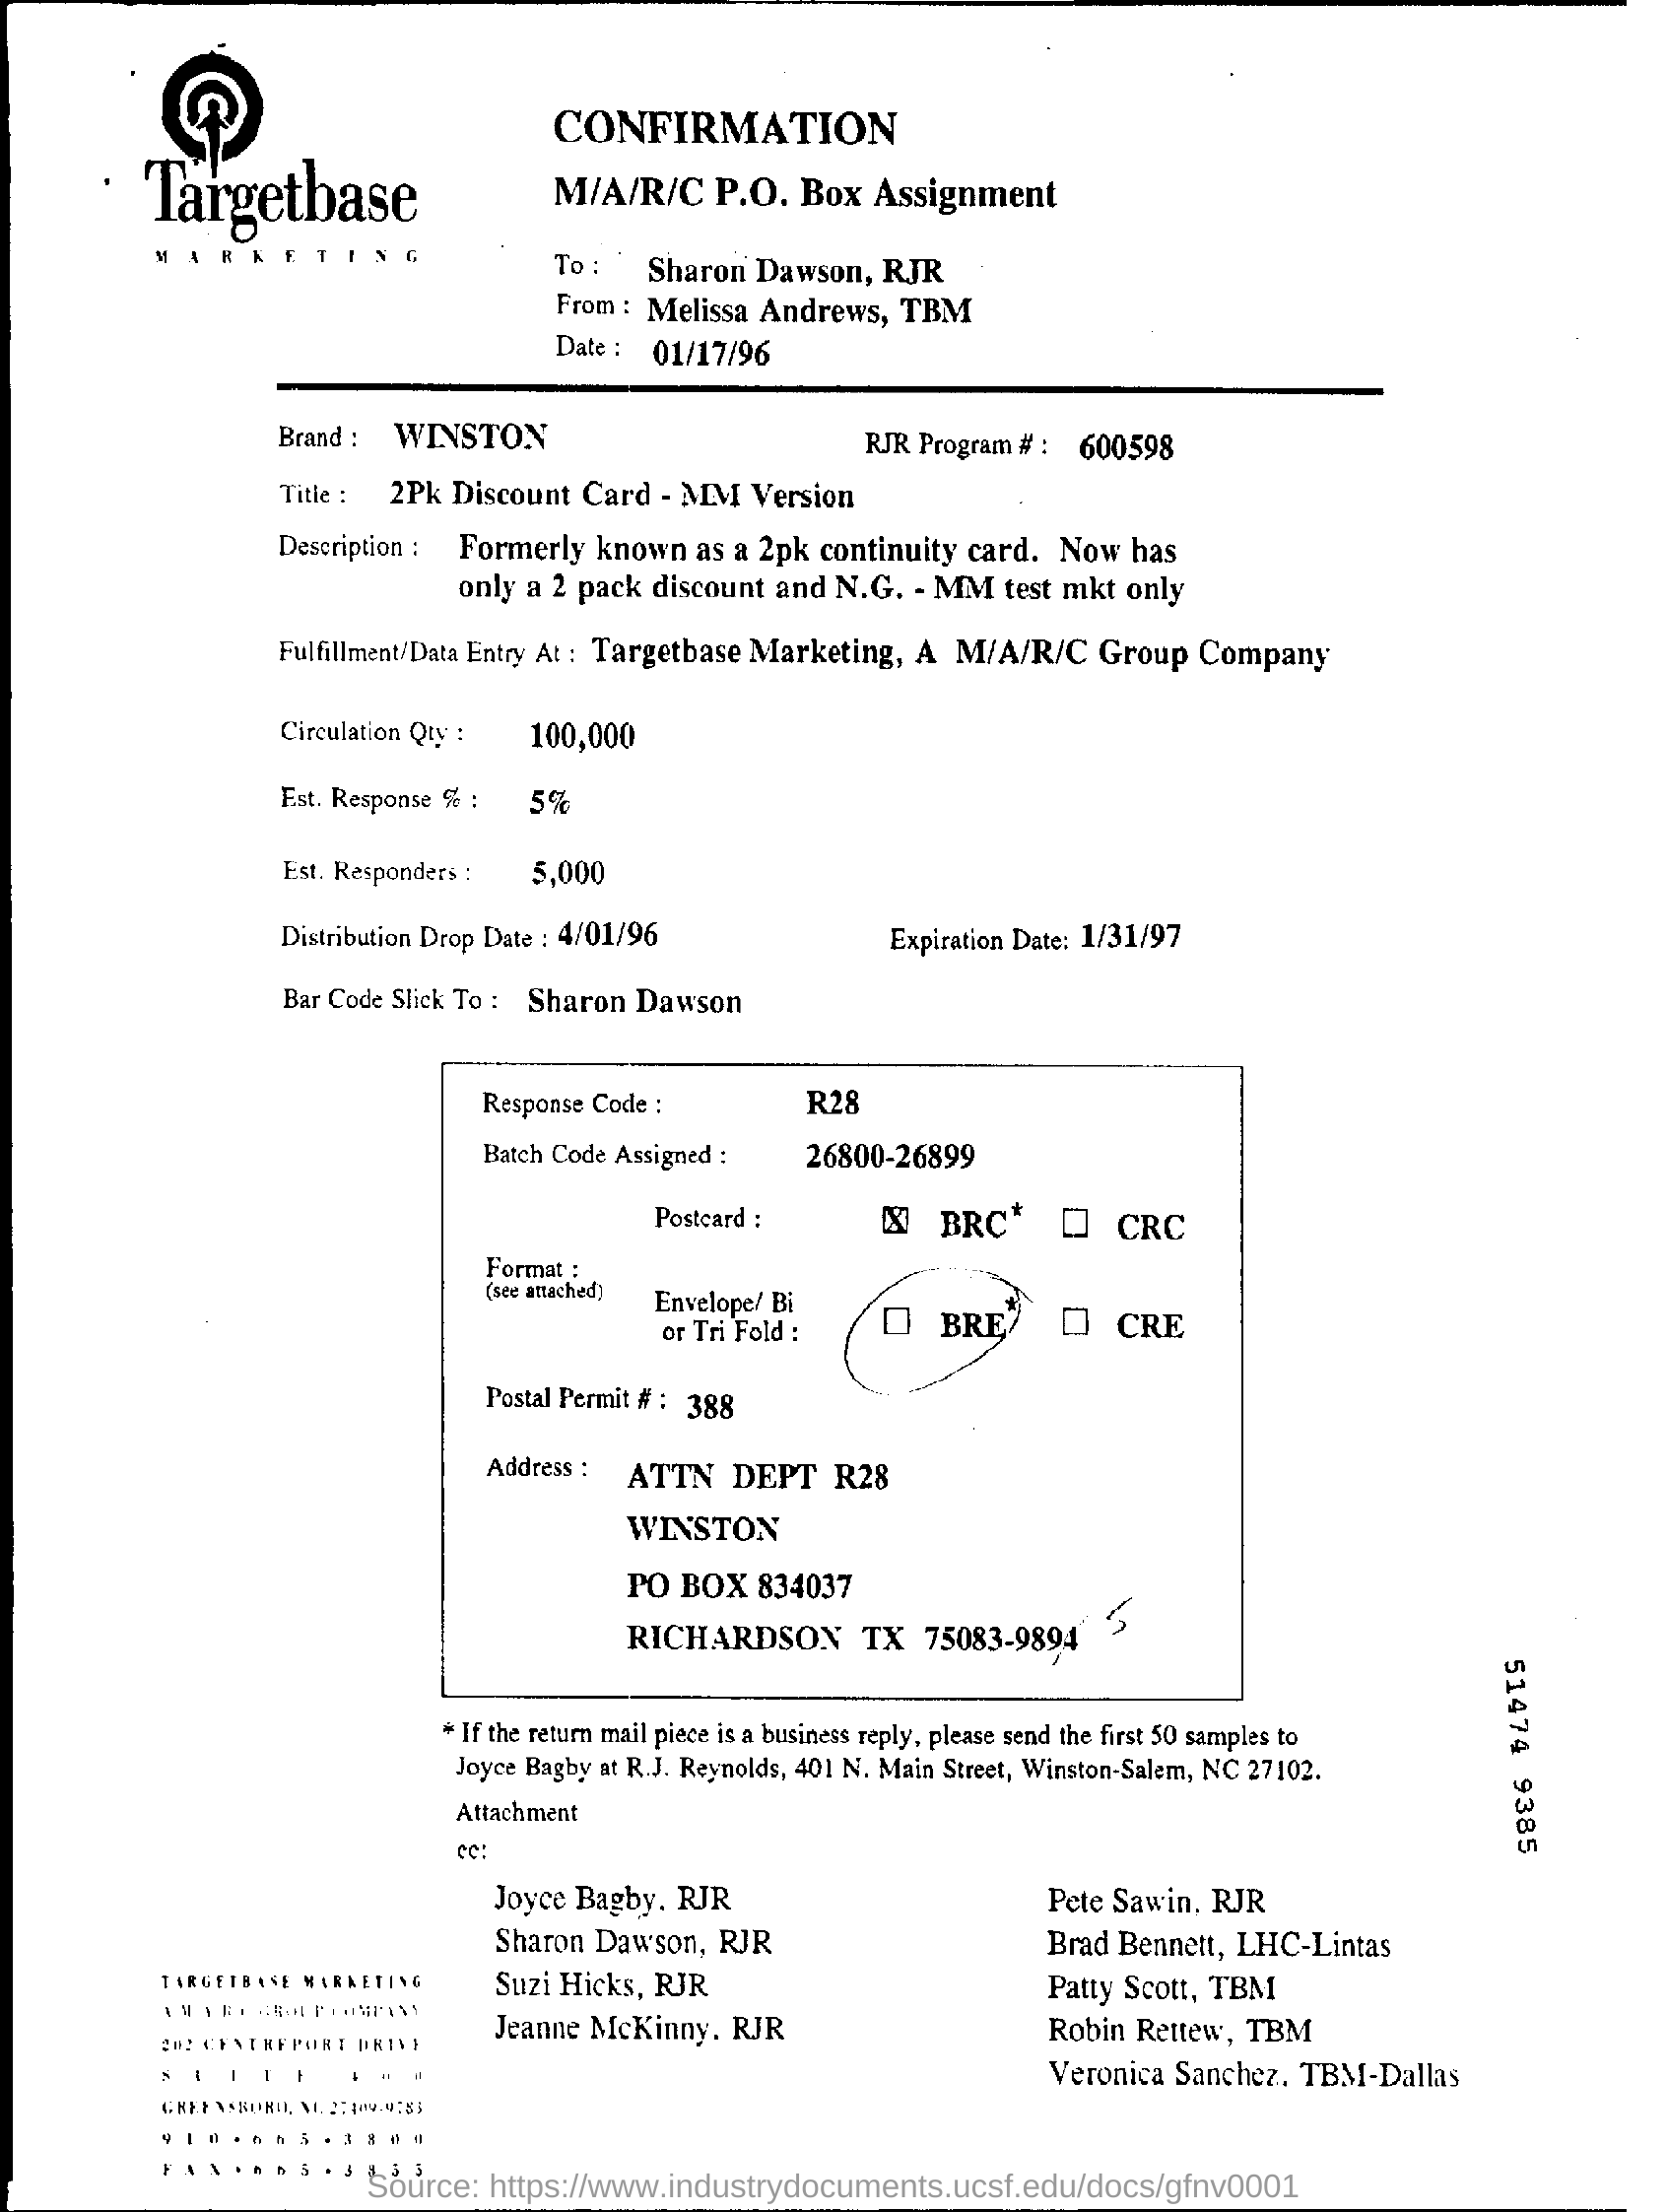 Targetbase
MARKETING
CONFIRMATION
M/A/R/C P.O. Box Assignment
To : Sharon Dawson, RJR
From : Melissa Andrews, TBM
Date : 01/17/96
Brand : WINSTON RJR Program # : 600598
Title : 2Pk Discount Card - MM Version
Description : Formerly known as a 2pk continuity card. Now has
only a 2 pack discount and N.G. - MM test mkt only
Fulfillment/Data Entry At : Targetbase Marketing, A M/A/R/C Group Company
Circulation Qty : 100,000
Est. Response % : 5%
Est. Responders : 5,000
Distribution Drop Date : 4/01/96 Expiration Date: 1/31/97
Bar Code Slick To : Sharon Dawson
Response Code : R28
Batch Code Assigned : 26800-26899
Postcard : BRC* CRC
Format :
(see attached)
Envelope/ Bi
or Tri Fold : BRE* CRE
Postal Permit # : 388
Address : ATTN DEPT R28
WINSTON
PO BOX 834037
RICHARDSON TX 75083-9894 5
* If the return mail piece is a business reply, please send the first 50 samples to
Joyce Bagby at R.J. Reynolds, 401 N. Main Street, Winston-Salem, NC 27102.
Attachment
cc:
Joyce Bagby, RJR
Sharon Dawson, RJR
Suzi Hicks, RJR
Jeanne McKinny, RJR
Pete Sawin, RJR
Brad Bennett, LHC-Lintas
Patty Scott, TBM
Robin Rettew, TBM
Veronica Sanchez, TBM-Dallas
51474 9385
TARGETBASE MARKETING
A M/A/R/C GROUP COMPANY
202 CENTREPORT DRIVE
SUITE 400
GREENSBORO, NC 27409-9783
910•665•3800
FAX•665•3855
Source: https://www.industrydocuments.ucsf.edu/docs/gfnv0001